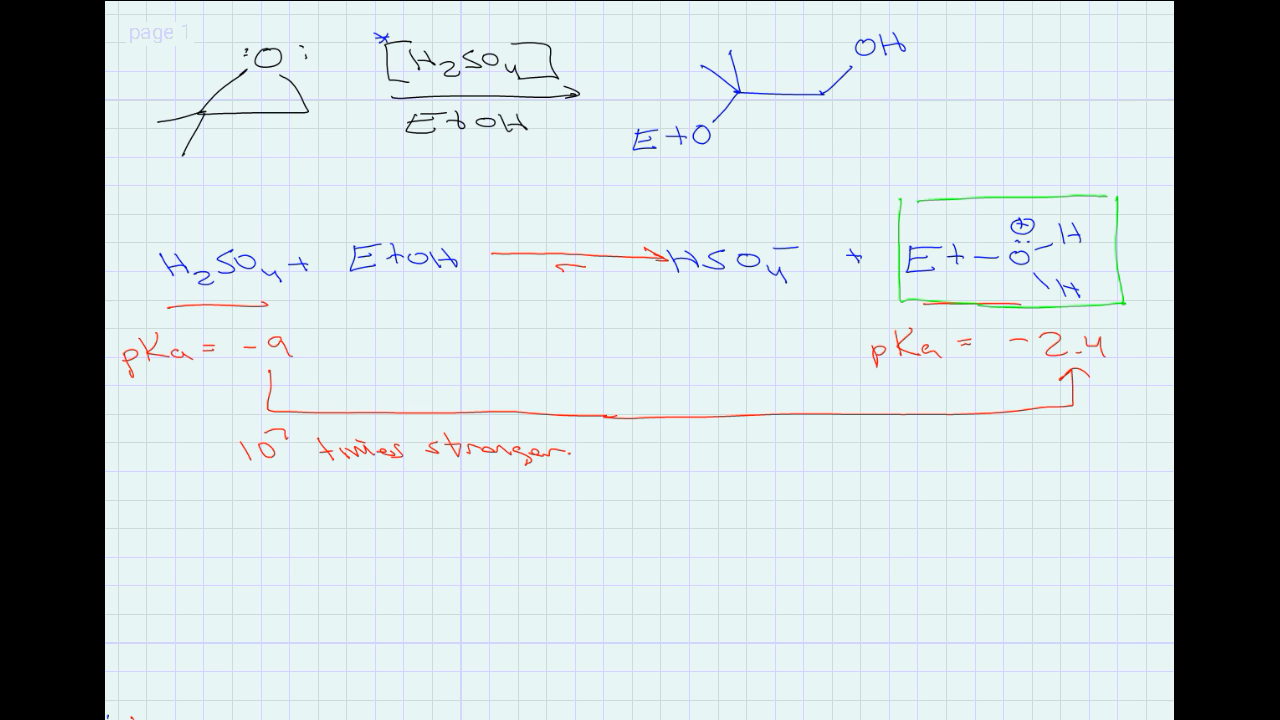 page 1
:O: *[H₂SO₄] OH
EtOH
EtO
H₂SO₄ + EtOH ⇌ HSO₄⁻ + Et-Ö⊕ H
H
pKa = -9 pKa = -2.4
10⁷ times stronger.